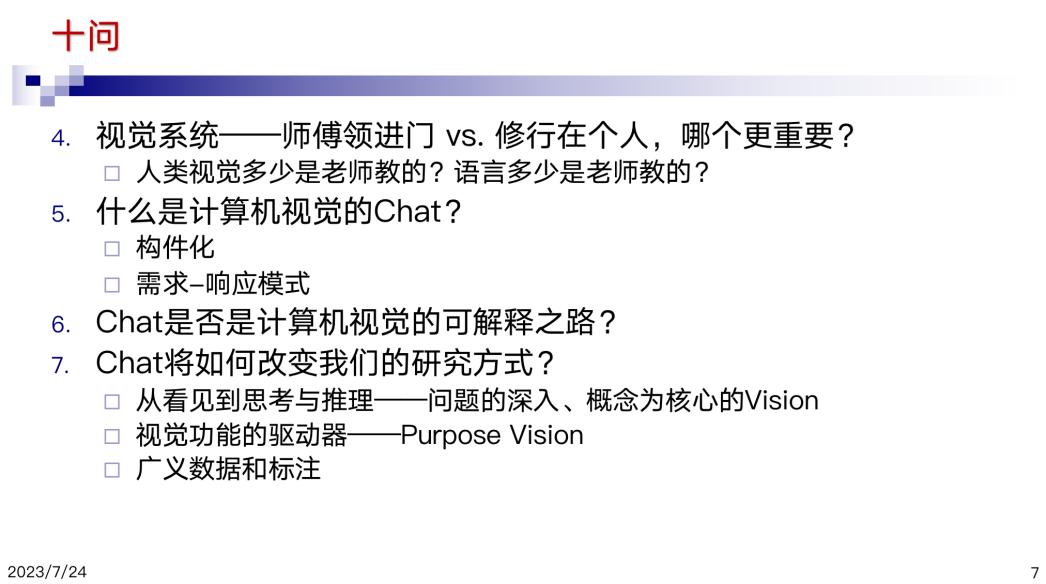 十问
4. 视觉系统——师傅领进门 vs. 修行在个人，哪个更重要？
人类视觉多少是老师教的？语言多少是老师教的？
5. 什么是计算机视觉的Chat？
构件化
需求-响应模式
6. Chat是否是计算机视觉的可解释之路？
7. Chat将如何改变我们的研究方式？
从看见到思考与推理——问题的深入、概念为核心的Vision
视觉功能的驱动器——Purpose Vision
广义数据和标注
2023/7/24
7